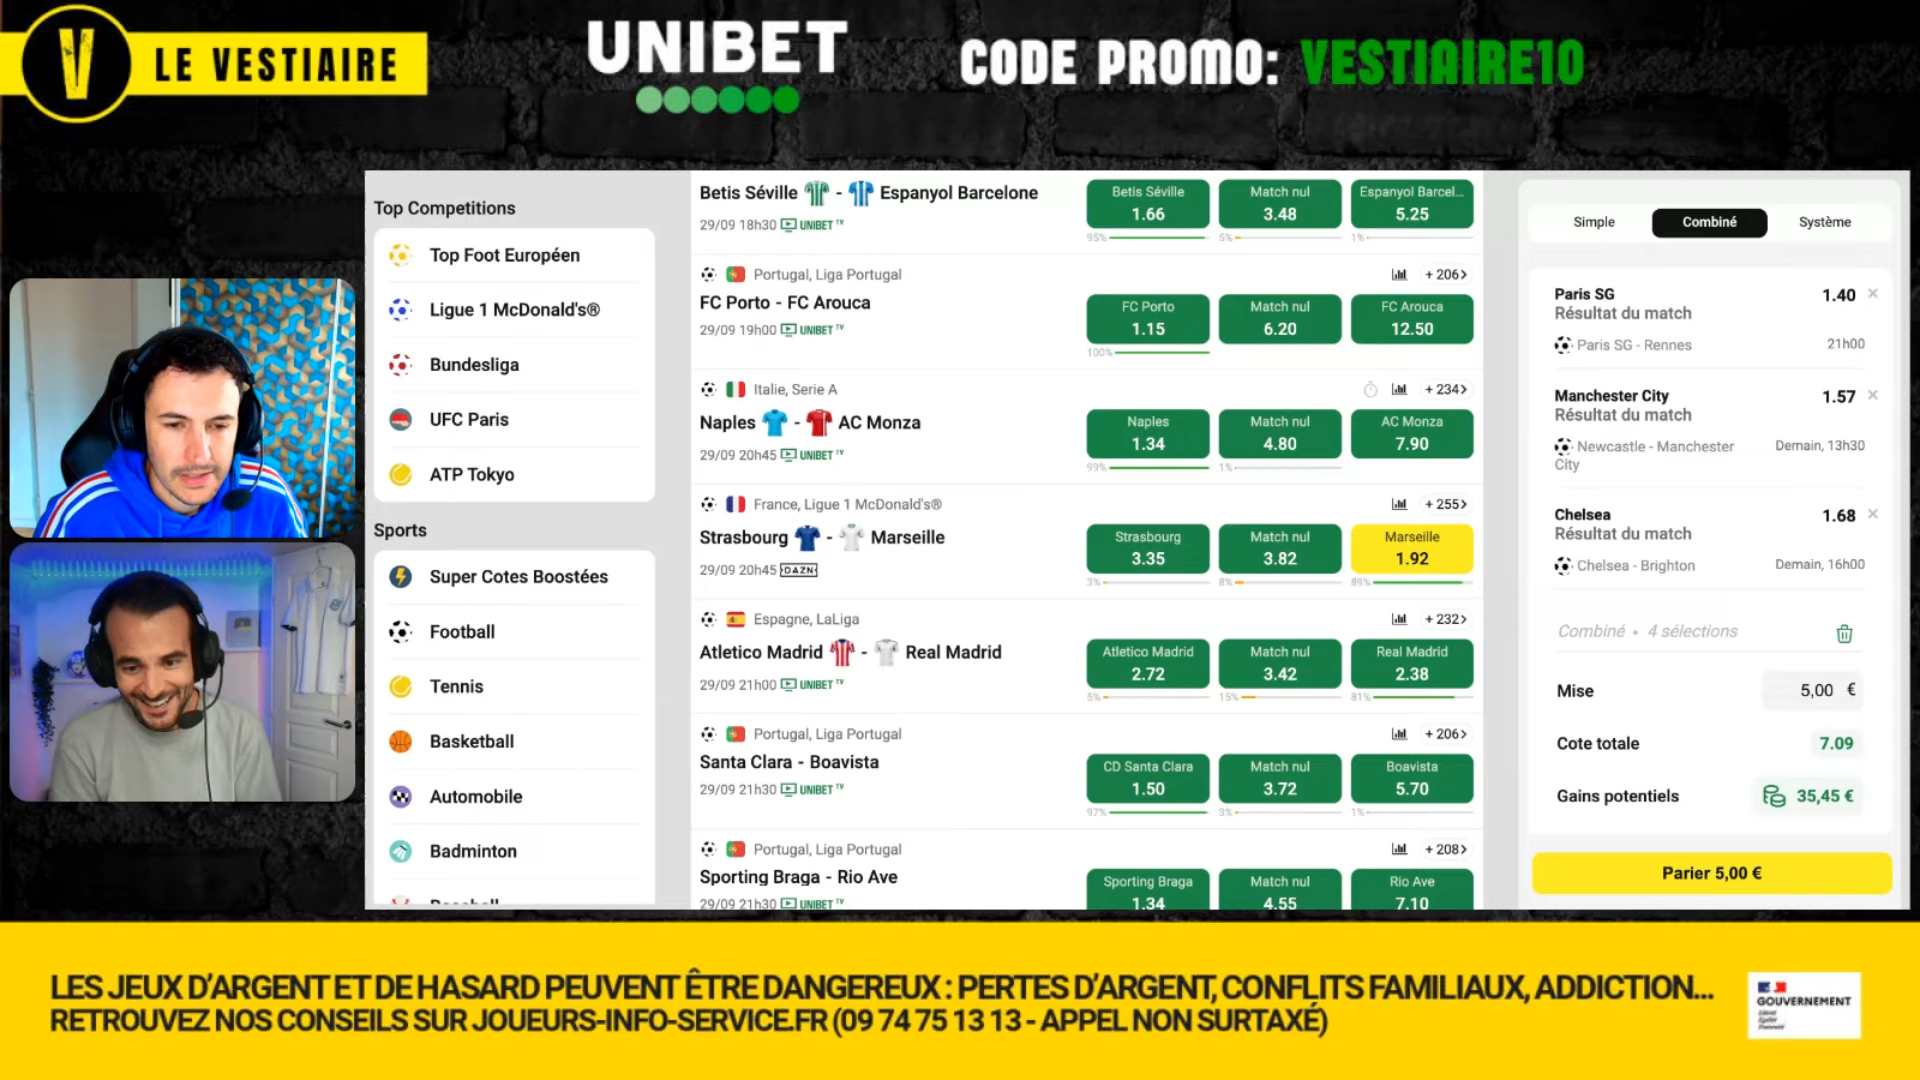 LE VESTIAIRE
UNIBET
CODE PROMO: VESTIAIRE10
Top Competitions
Top Foot Européen
Ligue 1 McDonald's®
Bundesliga
UFC Paris
ATP Tokyo
Sports
Super Cotes Boostées
Football
Tennis
Basketball
Automobile
Badminton
Baseball
Betis Séville - Espanyol Barcelone
29/09 18h30 UNIBET TV
Betis Séville 1.66
Match nul 3.48
Espanyol Barcel... 5.25
95% 5% 1%
Portugal, Liga Portugal +206
FC Porto - FC Arouca
29/09 19h00 UNIBET TV
FC Porto 1.15
Match nul 6.20
FC Arouca 12.50
100%
Italie, Serie A +234
Naples - AC Monza
29/09 20h45 UNIBET TV
Naples 1.34
Match nul 4.80
AC Monza 7.90
99% 1%
France, Ligue 1 McDonald's® +255
Strasbourg - Marseille
29/09 20h45 DAZN
Strasbourg 3.35
Match nul 3.82
Marseille 1.92
3% 8% 89%
Espagne, LaLiga +232
Atletico Madrid - Real Madrid
29/09 21h00 UNIBET TV
Atletico Madrid 2.72
Match nul 3.42
Real Madrid 2.38
5% 15% 81%
Portugal, Liga Portugal +206
Santa Clara - Boavista
29/09 21h30 UNIBET TV
CD Santa Clara 1.50
Match nul 3.72
Boavista 5.70
97% 3% 1%
Portugal, Liga Portugal +208
Sporting Braga - Rio Ave
29/09 21h30 UNIBET TV
Sporting Braga 1.34
Match nul 4.55
Rio Ave 7.10
Simple Combiné Système
Paris SG 1.40
Résultat du match
Paris SG - Rennes 21h00
Manchester City 1.57
Résultat du match
Newcastle - Manchester Demain, 13h30
City
Chelsea 1.68
Résultat du match
Chelsea - Brighton Demain, 16h00
Combiné • 4 sélections
Mise 5,00 €
Cote totale 7.09
Gains potentiels 35,45 €
Parier 5,00 €
LES JEUX D'ARGENT ET DE HASARD PEUVENT ÊTRE DANGEREUX : PERTES D'ARGENT, CONFLITS FAMILIAUX, ADDICTION...
RETROUVEZ NOS CONSEILS SUR JOUEURS-INFO-SERVICE.FR (09 74 75 13 13 - APPEL NON SURTAXÉ)
GOUVERNEMENT
Liberté
Égalité
Fraternité